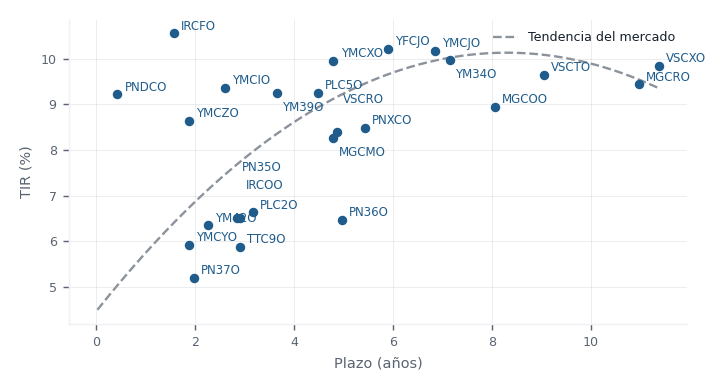 IRCFO
Tendencia del mercado
YFCJO
YMCJO
YMCXO
VSCXO
YM34O
VSCTO
MGCRO
YMCIO
PNDCO
PLC5O
YM39O
VSCRO
MGCOO
YMCZO
PNXCO
MGCMO
PN35O
IRCOO
PLC2O
PN36O
YMCYO
TTC9O
PN37O
TIR (%)
10
9
8
7
6
5
0
2
4
6
8
10
Plazo (años)